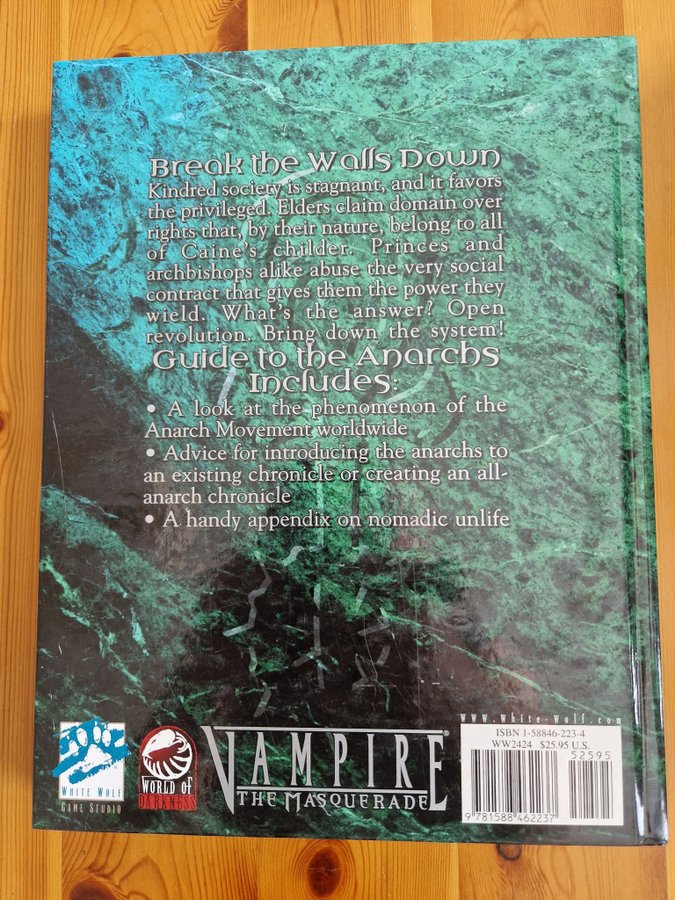 Break the Walls Down
Kindred society is stagnant, and it favors
the privileged. Elders claim domain over
rights that, by their nature, belong to all
of Caine's childer. Princes and
archbishops alike abuse the very social
contract that gives them the power they
wield. What's the answer? Open
revolution. Bring down the system!
Guide to the Anarchs
Includes:
• A look at the phenomenon of the
Anarch Movement worldwide
• Advice for introducing the anarchs to
an existing chronicle or creating an all-
anarch chronicle
• A handy appendix on nomadic unlife
White Wolf
Game Studio
World of
Darkness
Vampire®
The Masquerade
www.white-wolf.com
ISBN 1-58846-223-4
WW2424 $25.95 U.S.
52595
9 781588 462237